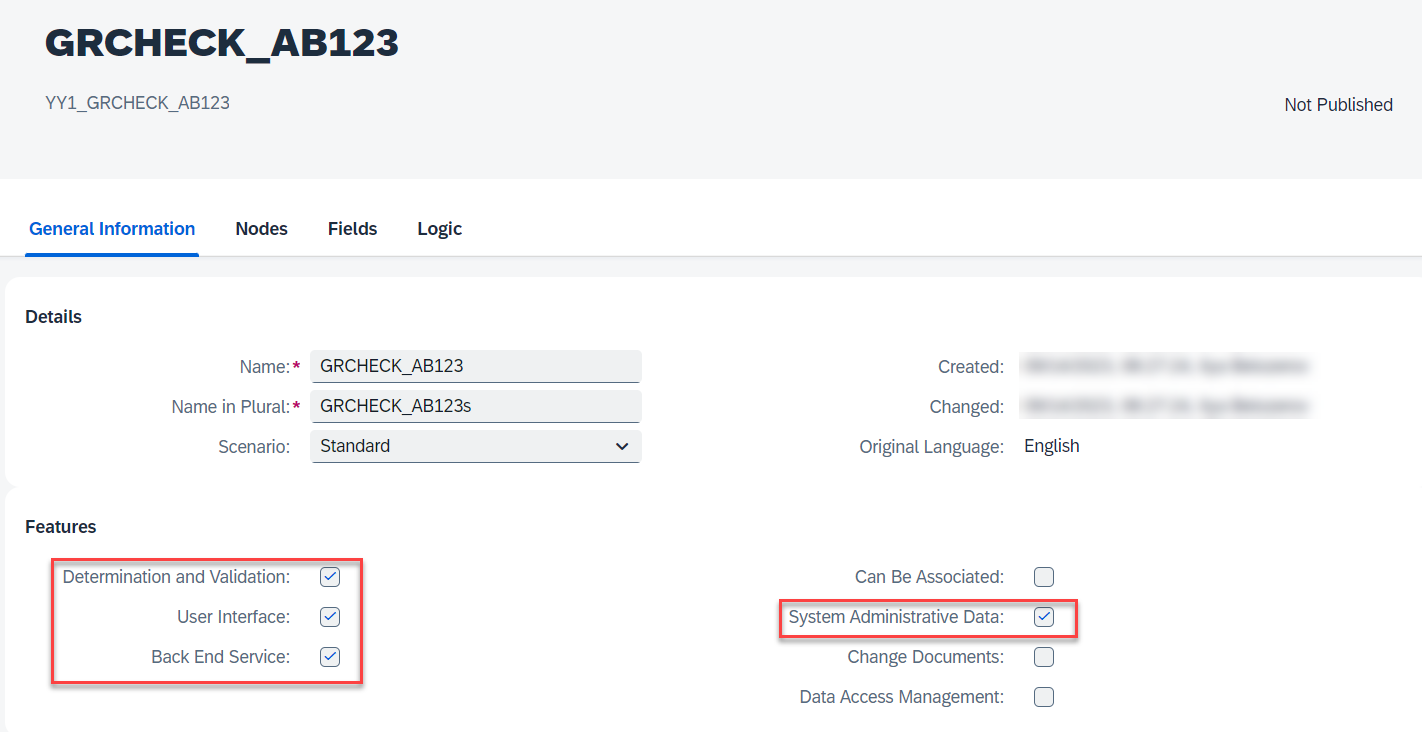 GRCHECK_AB123
YY1_GRCHECK_AB123
Not Published
General Information Nodes Fields Logic
Details
Name:* GRCHECK_AB123
Created:
Name in Plural:* GRCHECK_AB123s
Changed:
Scenario: Standard
Original Language: English
Features
Determination and Validation:
Can Be Associated:
User Interface:
System Administrative Data:
Back End Service:
Change Documents:
Data Access Management: